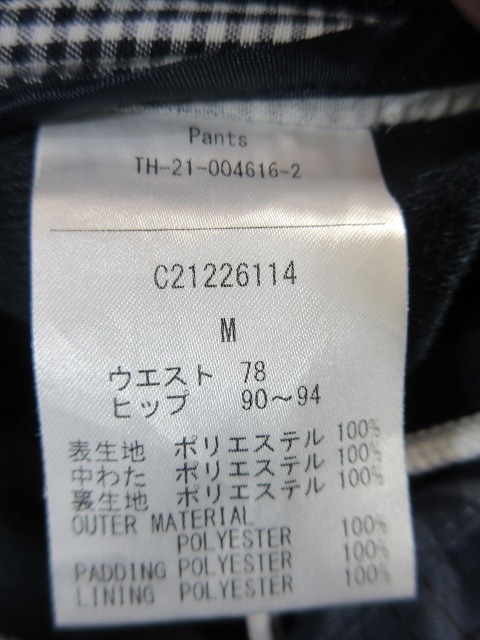 Pants
TH-21-004616-2
C21226114
M
ウエスト 78
ヒップ 90～94
表生地 ポリエステル 100%
中わた ポリエステル 100%
裏生地 ポリエステル 100%
OUTER MATERIAL
POLYESTER 100%
PADDING POLYESTER 100%
LINING POLYESTER 100%